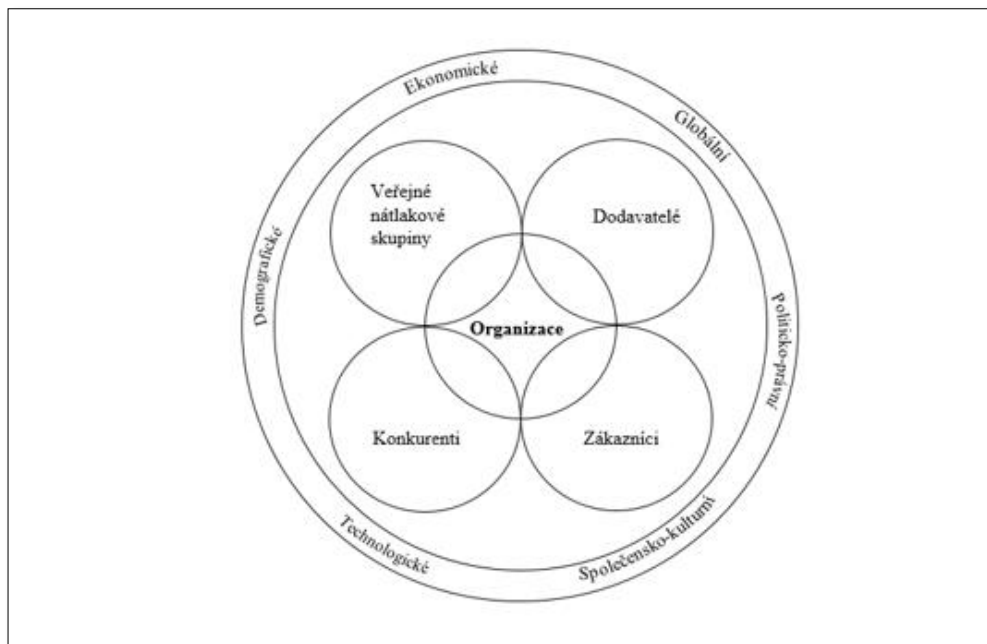 Ekonomické
Globální
Veřejné
nátlakové
skupiny
Dodavatelé
Demografické
Organizace
Politicko-právní
Konkurenti
Zákazníci
Technologické
Společensko-kulturní